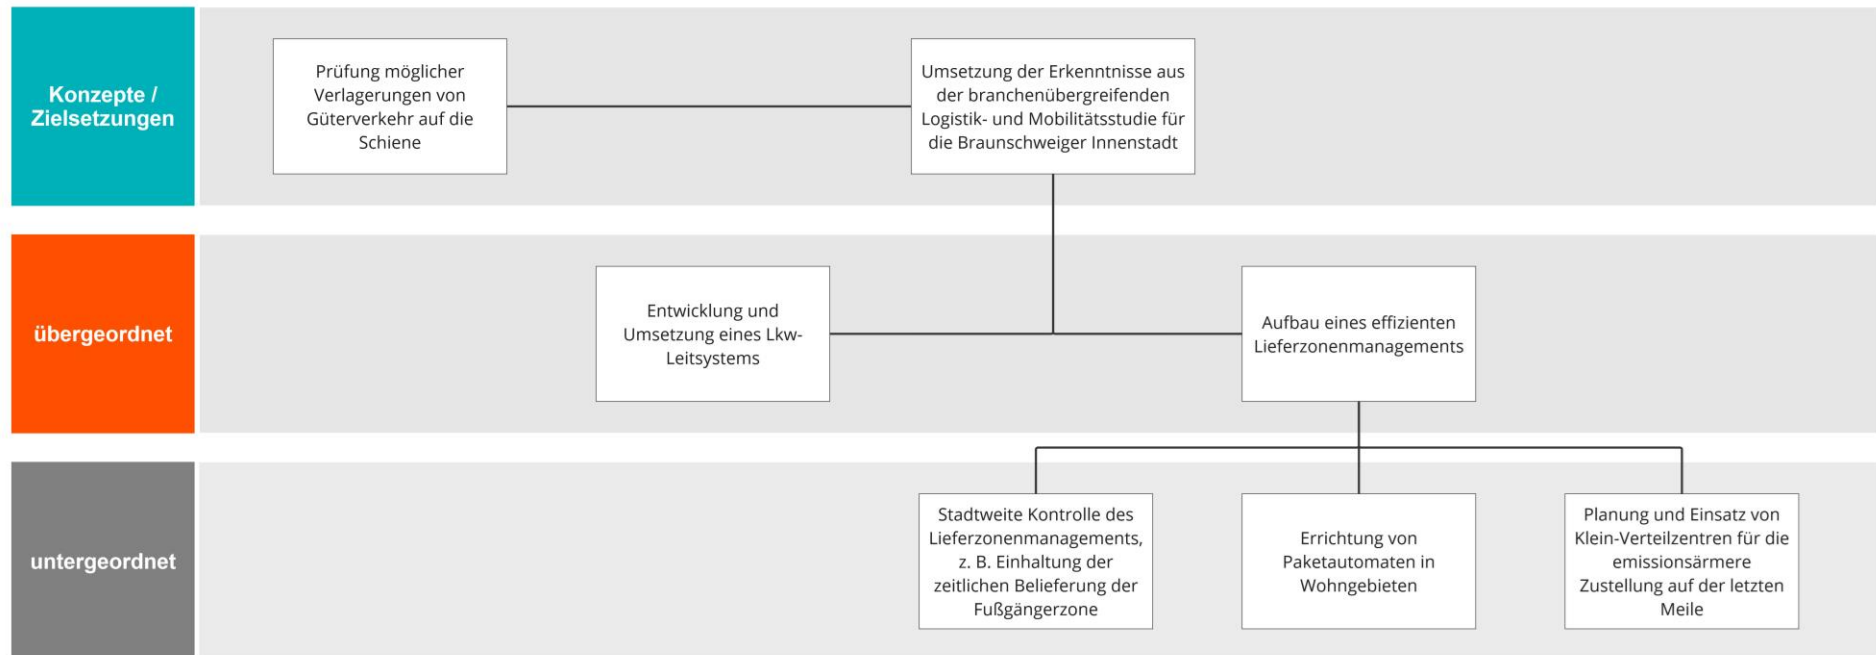 Konzepte /
Zielsetzungen
Prüfung möglicher
Verlagerungen von
Güterverkehr auf die
Schiene
Umsetzung der Erkenntnisse aus
der branchenübergreifenden
Logistik- und Mobilitätsstudie für
die Braunschweiger Innenstadt
übergeordnet
Entwicklung und
Umsetzung eines Lkw-
Leitsystems
Aufbau eines effizienten
Lieferzonenmanagements
untergeordnet
Stadtweite Kontrolle des
Lieferzonenmanagements,
z. B. Einhaltung der
zeitlichen Belieferung der
Fußgängerzone
Errichtung von
Paketautomaten in
Wohngebieten
Planung und Einsatz von
Klein-Verteilzentren für die
emissionsärmere
Zustellung auf der letzten
Meile